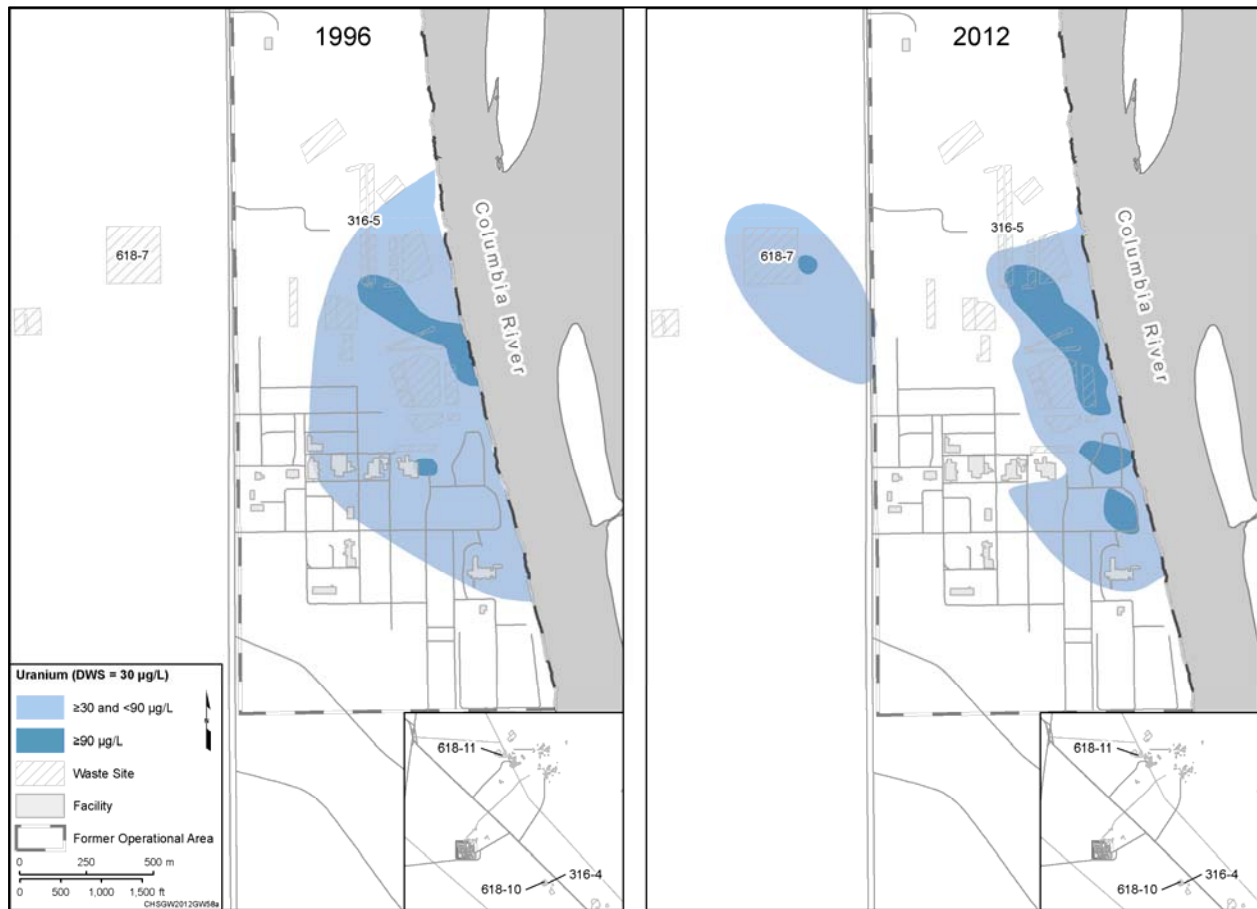 1996
316-5
618-7
Columbia River
Uranium (DWS = 30 µg/L)
≥30 and <90 µg/L
≥90 µg/L
Waste Site
Facility
Former Operational Area
0 250 500 m
0 500 1,000 1,500 ft
CHSGW2012GW58a
618-11
316-4
618-10
2012
316-5
618-7
Columbia River
618-11
316-4
618-10